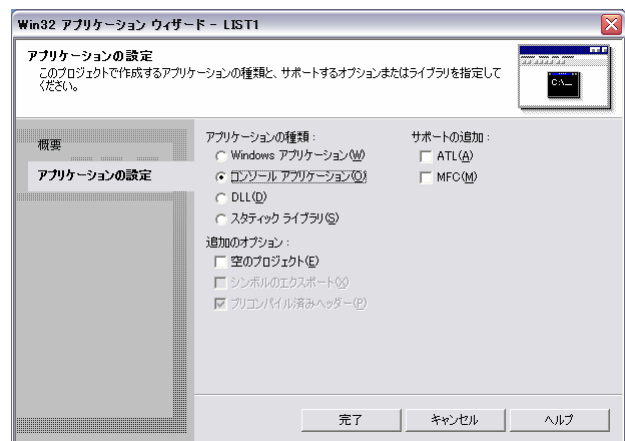 Win32 アプリケーション ウィザード - LIST1
アプリケーションの設定
このプロジェクトで作成するアプリケーションの種類と、サポートするオプションまたはライブラリを指定して
ください。
C:\_
概要
アプリケーションの設定
アプリケーションの種類:
Windows アプリケーション(W)
コンソール アプリケーション(O)
DLL(D)
スタティック ライブラリ(S)
追加のオプション:
空のプロジェクト(E)
シンボルのエクスポート(X)
プリコンパイル済みヘッダー(P)
サポートの追加:
ATL(A)
MFC(M)
完了
キャンセル
ヘルプ